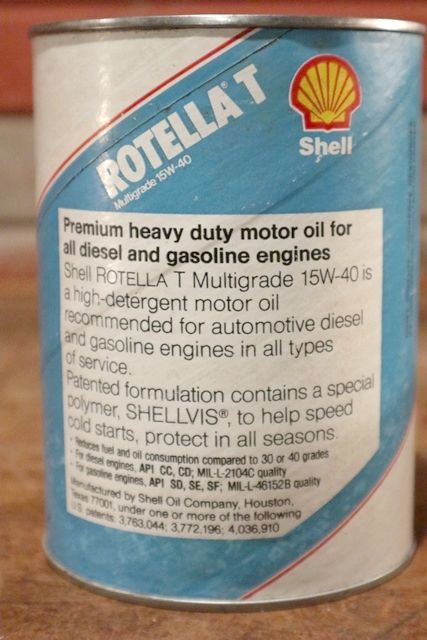 ROTELLA® T
Multigrade 15W-40
Shell
Premium heavy duty motor oil for
all diesel and gasoline engines
Shell ROTELLA T Multigrade 15W-40 is
a high-detergent motor oil
recommended for automotive diesel
and gasoline engines in all types
of service.
Patented formulation contains a special
polymer, SHELLVIS®, to help speed
cold starts, protect in all seasons.
• Reduces fuel and oil consumption compared to 30 or 40 grades
• For diesel engines, API CC, CD; MIL-L-2104C quality
• For gasoline engines, API SD, SE, SF; MIL-L-46152B quality
Manufactured by Shell Oil Company, Houston,
Texas 77001, under one or more of the following
U.S. patents: 3,763,044; 3,772,196; 4,036,910